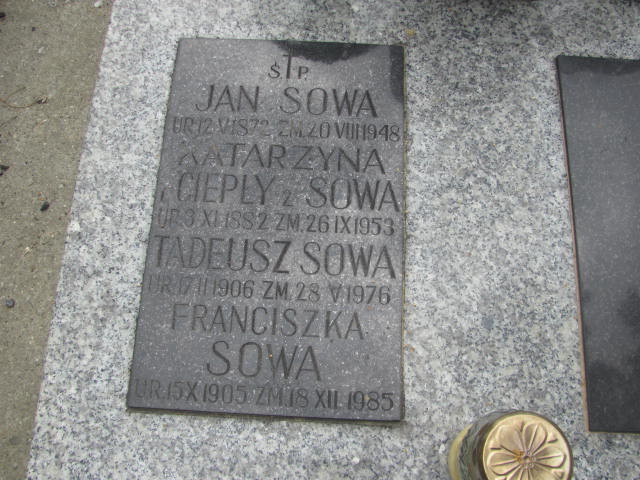 Ś P.
JAN SOWA
UR.12 V 1872 ZM.20 VIII 1948
KATARZYNA
1 CIEPŁY 2 SOWA
UR.3 XI.1882 ZM.26 IX 1953
TADEUSZ SOWA
UR.17 II 1906 ZM.28 V 1976
FRANCISZKA
SOWA
UR.15 X 1905 ZM.18 XII.1985